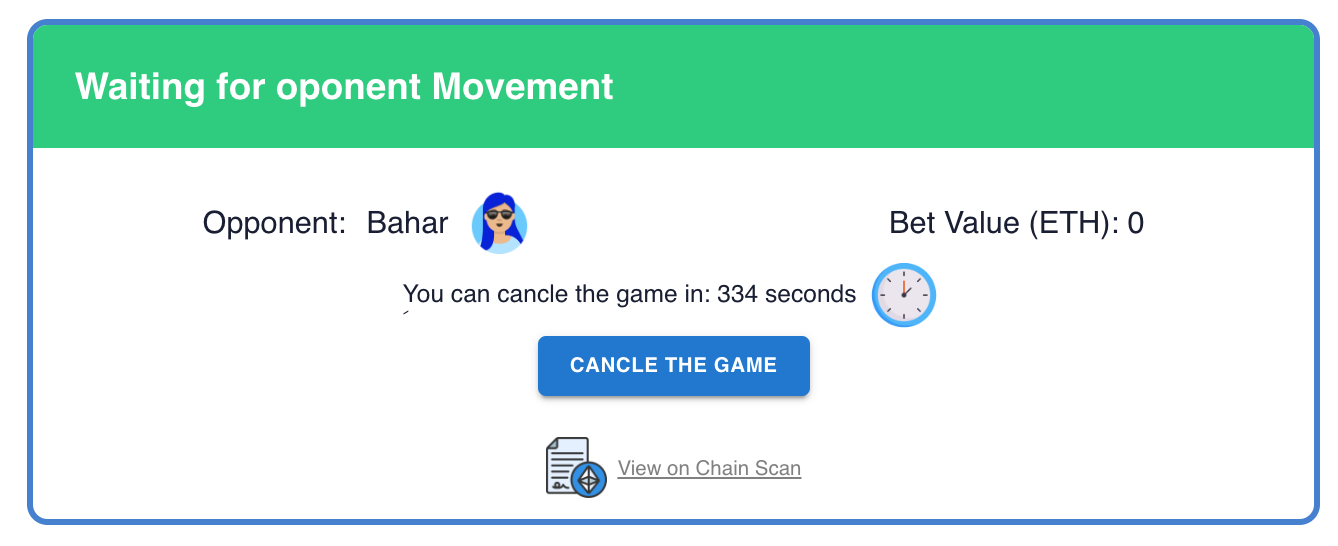 Waiting for oponent Movement
Opponent: Bahar
Bet Value (ETH): 0
You can cancle the game in: 334 seconds
CANCLE THE GAME
View on Chain Scan